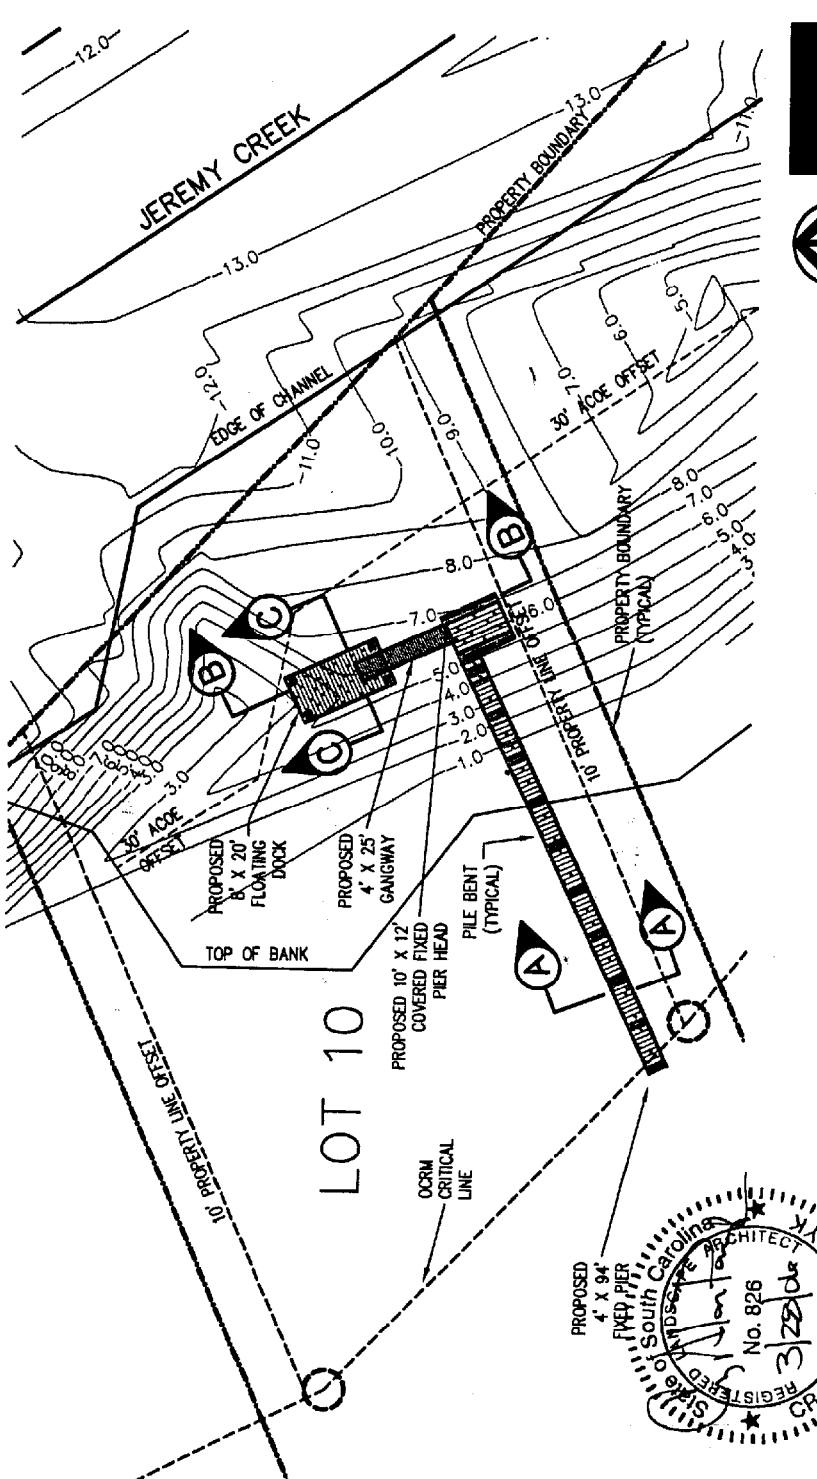 -12.0
JEREMY CREEK
-13.0
-11.0
PROPERTY BOUNDARY
-13.0
-12.0
EDGE OF CHANNEL
-11.0
-10.0
-9.0
-5.0
-6.0
-7.0
30' ACOE OFFSET
-8.0
-7.0
-6.0
-5.0
-4.0
B
-8.0
-7.0
-6.0
C
B
C
-5.0
-4.0
-3.0
-2.0
-1.0
-3.0
10' PROPERTY LINE OFFSET
PROPERTY BOUNDARY
(TYPICAL)
30' ACOE
OFFSET
PROPOSED
8' X 20'
FLOATING
DOCK
PROPOSED
4' X 25'
GANGWAY
PROPOSED 10' X 12'
COVERED FIXED
PIER HEAD
PILE BENT
(TYPICAL)
TOP OF BANK
A
A
LOT 10
10' PROPERTY LINE OFFSET
OCRM
CRITICAL
LINE
PROPOSED
4' X 94'
FIXED PIER
State of South Carolina
REGISTERED LANDSCAPE ARCHITECT
No. 826